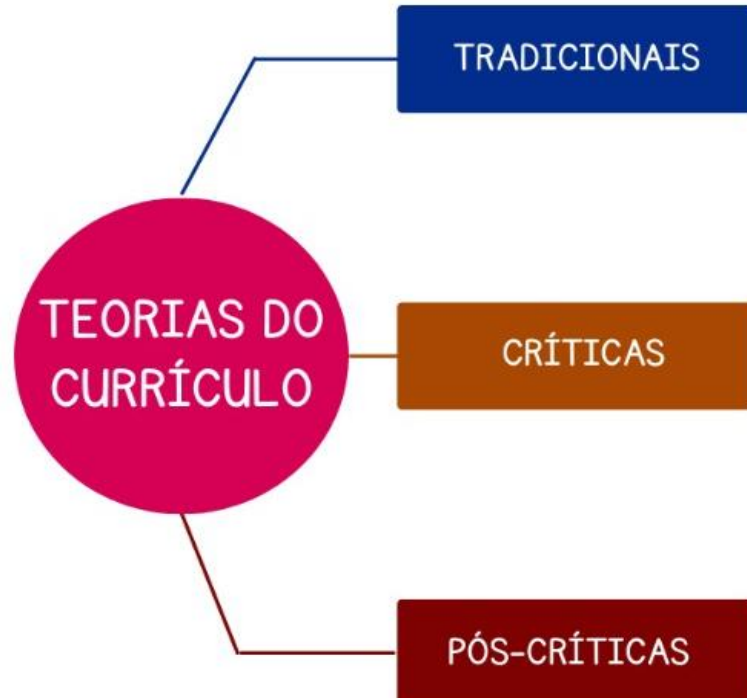 TEORIAS DO
CURRÍCULO
TRADICIONAIS
CRÍTICAS
PÓS-CRÍTICAS